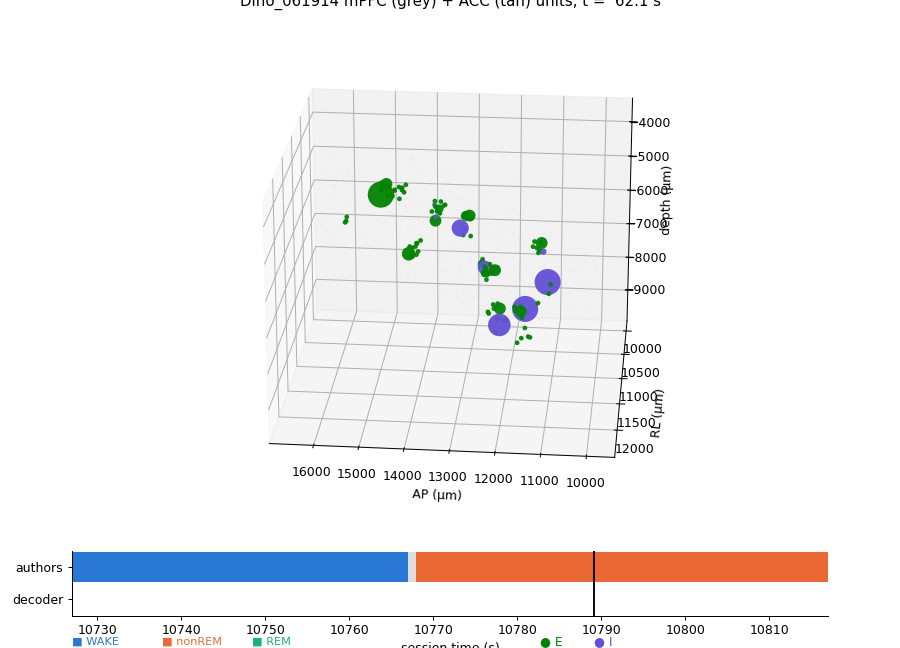 Dino_061914 mPFC (grey) + ACC (tan) units, t = 62.1 s
4000
5000
6000
7000
8000
9000
depth (μm)
10000
10500
11000
11500
12000
RL (μm)
16000 15000 14000 13000 12000 11000 10000
AP (μm)
authors
decoder
10730 10740 10750 10760 10770 10780 10790 10800 10810
session time (s)
WAKE nonREM REM E I